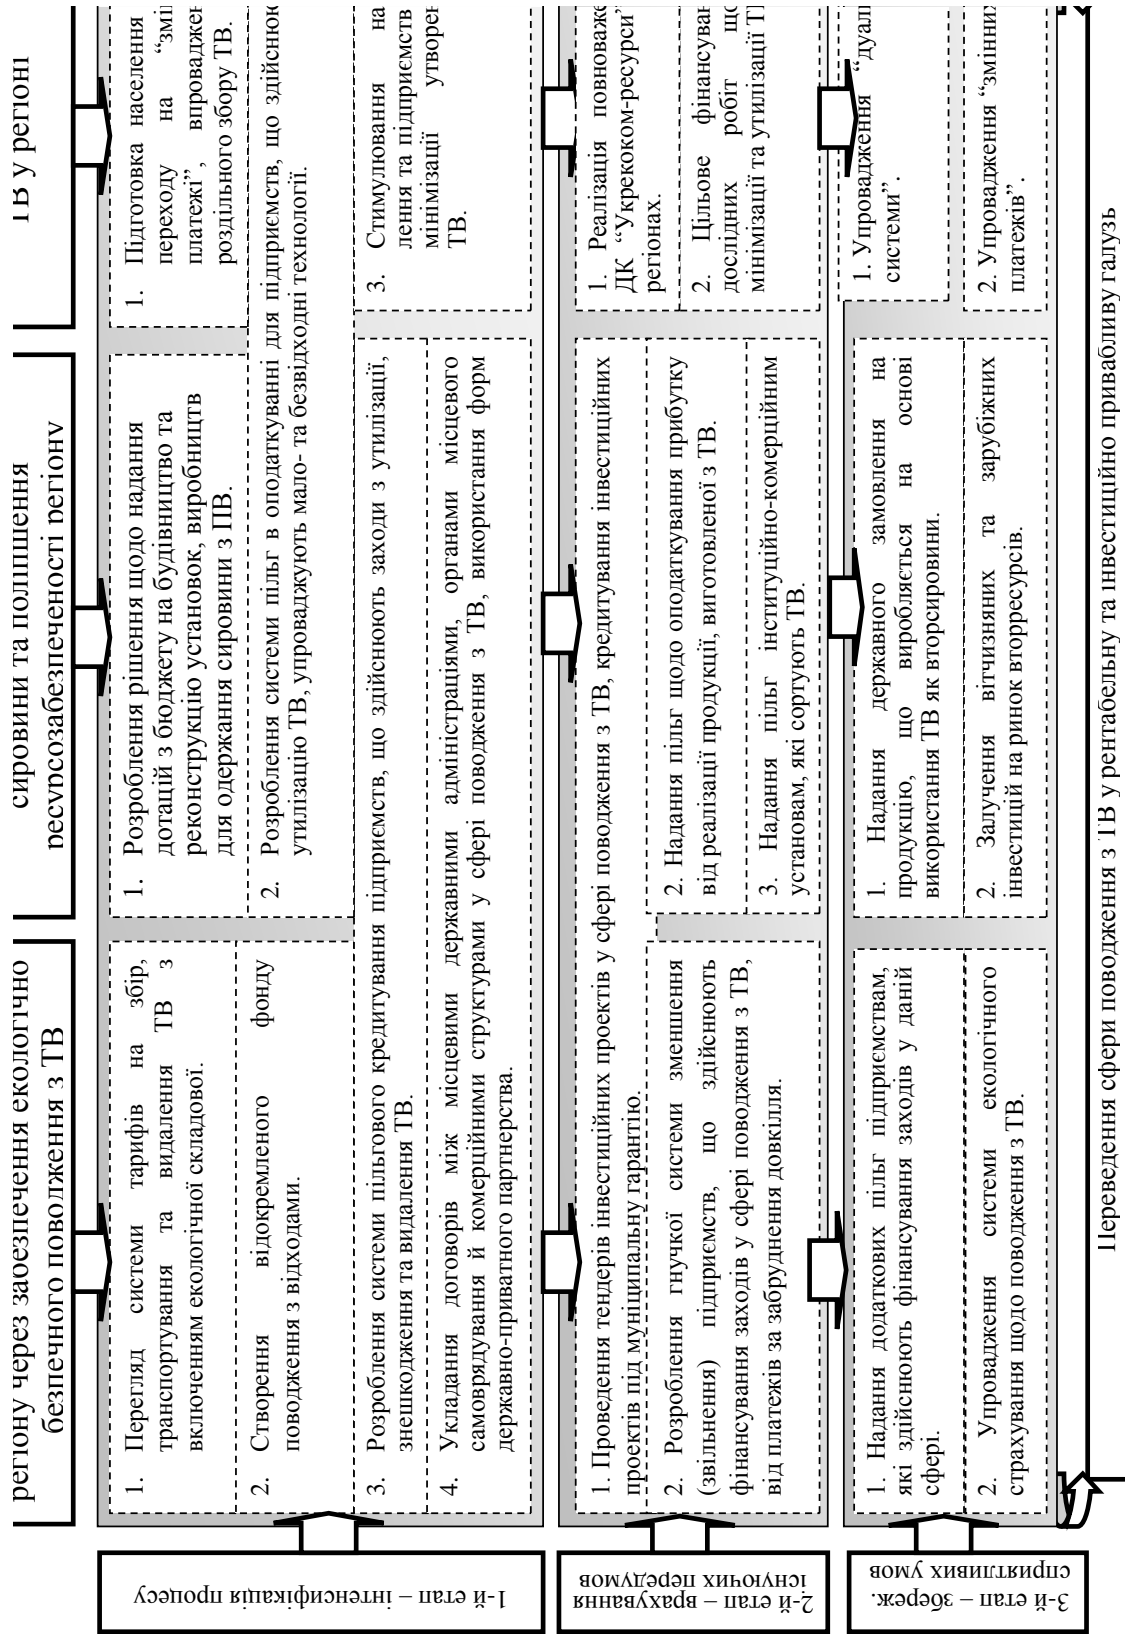 регіону через забезпечення екологічно
безпечного поводження з ТВ
сировини та поліпшення
ресурсозабезпеченості регіону
ТВ у регіоні
1-й етап – інтенсифікація процесу
1. Перегляд системи тарифів на збір,
транспортування та видалення ТВ з
включенням екологічної складової.
2. Створення відокремленого фонду
поводження з відходами.
1. Розроблення рішення щодо надання
дотацій з бюджету на будівництво та
реконструкцію установок, виробництв
для одержання сировини з ПВ.
2. Розроблення системи пільг в оподаткуванні для підприємств, що здійснюю
утилізацію ТВ, упроваджують мало- та безвідходні технології.
1. Підготовка населення
переходу на “змі
платежі”, впроваджен
роздільного збору ТВ.
3. Розроблення системи пільгового кредитування підприємств, що здійснюють заходи з утилізації,
знешкодження та видалення ТВ.
4. Укладання договорів між місцевими державними адміністраціями, органами місцевого
самоврядування й комерційними структурами у сфері поводження з ТВ, використання форм
державно-приватного партнерства.
3. Стимулювання на
лення та підприємств
мінімізації утворен
ТВ.
2-й етап – врахування
існуючих передумов
1. Проведення тендерів інвестиційних проектів у сфері поводження з ТВ, кредитування інвестиційних
проектів під муніципальну гарантію.
2. Розроблення гнучкої системи зменшення
(звільнення) підприємств, що здійснюють
фінансування заходів у сфері поводження з ТВ,
від платежів за забруднення довкілля.
2. Надання пільг щодо оподаткування прибутку
від реалізації продукції, виготовленої з ТВ.
3. Надання пільг інституційно-комерційним
установам, які сортують ТВ.
1. Реалізація повноваже
ДК “Укрекоком-ресурси”
регіонах.
2. Цільове фінансуван
дослідних робіт що
мінімізації та утилізації Т
3-й етап – збереж.
сприятливих умов
1. Надання додаткових пільг підприємствам,
які здійснюють фінансування заходів у даній
сфері.
2. Упровадження системи екологічного
страхування щодо поводження з ТВ.
1. Надання державного замовлення на
продукцію, що виробляється на основі
використання ТВ як вторсировини.
2. Залучення вітчизняних та зарубіжних
інвестицій на ринок вторресурсів.
1. Упровадження “дуаль
системи”.
2. Упровадження “змінних
платежів”.
Переведення сфери поводження з ТВ у рентабельну та інвестиційно привабливу галузь